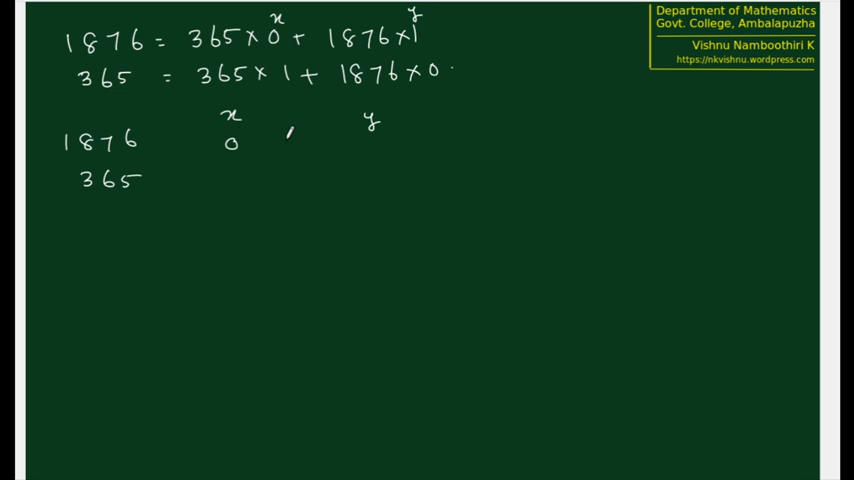 Department of Mathematics
Govt. College, Ambalapuzha
Vishnu Namboothiri K
https://nkvishnu.wordpress.com
x y
1876 = 365 × 0 + 1876 × 1
365 = 365 × 1 + 1876 × 0.
x y
1876 0
365